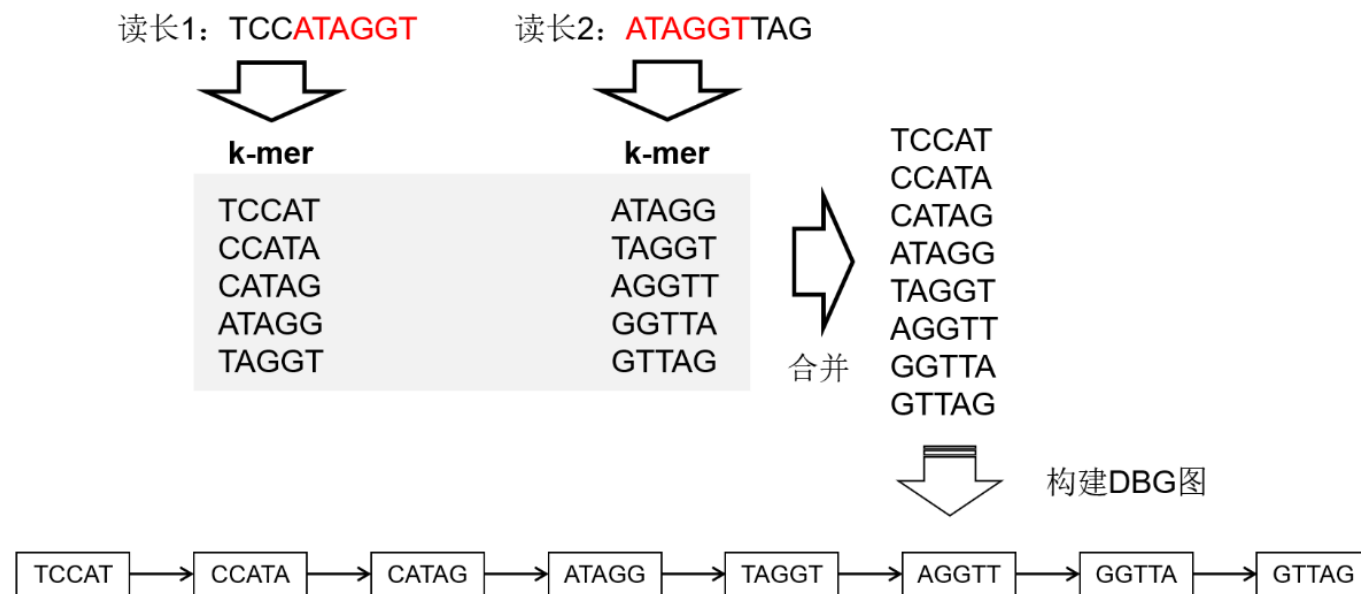 读长1：TCCATAGGT
读长2：ATAGGTTAG
k-mer
k-mer
TCCAT
CCATA
CATAG
ATAGG
TAGGT
ATAGG
TAGGT
AGGTT
GGTTA
GTTAG
合并
TCCAT
CCATA
CATAG
ATAGG
TAGGT
AGGTT
GGTTA
GTTAG
构建DBG图
TCCAT
CCATA
CATAG
ATAGG
TAGGT
AGGTT
GGTTA
GTTAG